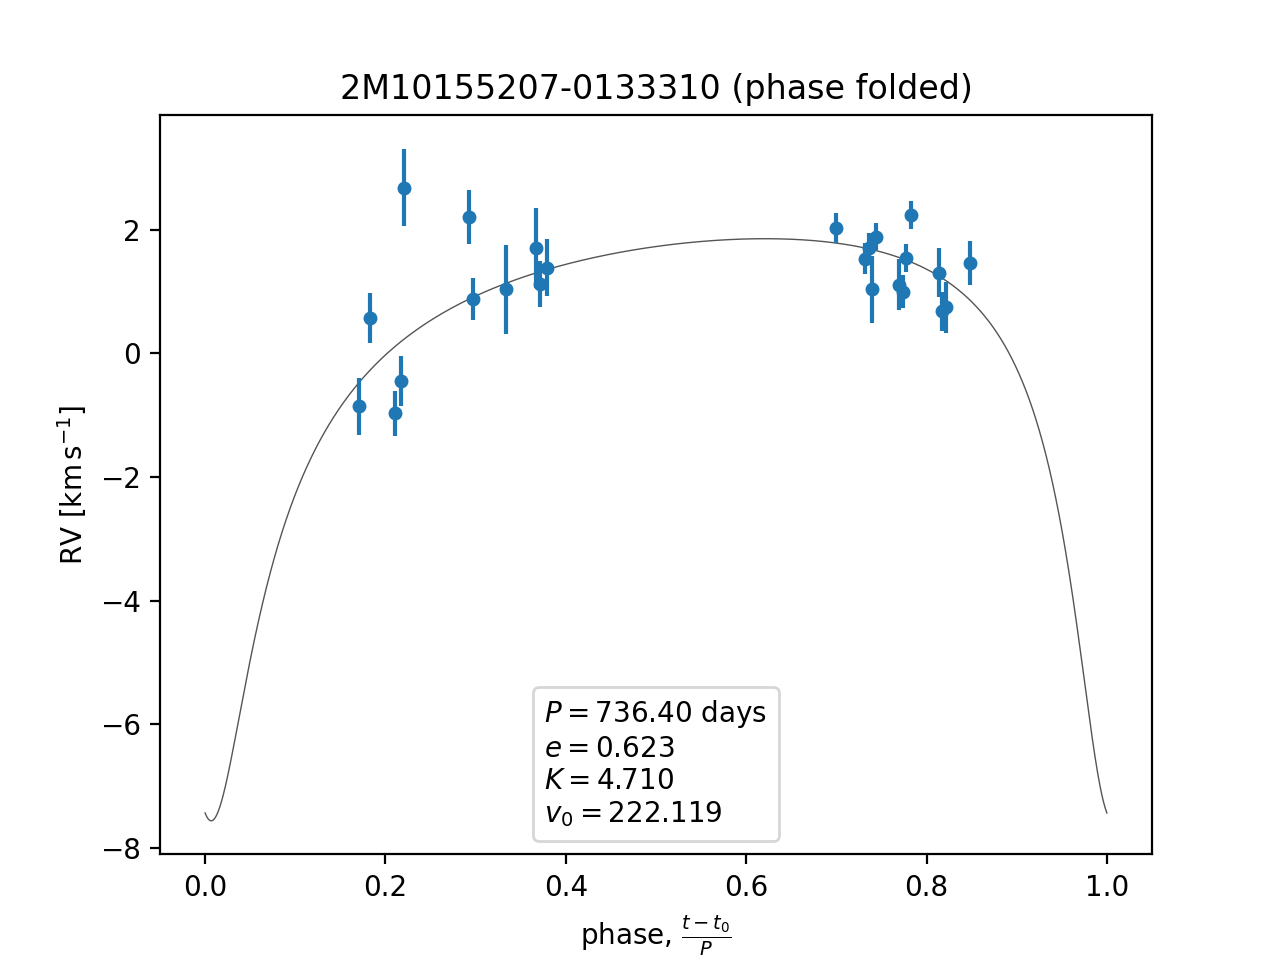 2M10155207-0133310 (phase folded)
RV [km s⁻¹]
2
0
−2
−4
−6
−8
P = 736.40 days
e = 0.623
K = 4.710
v₀ = 222.119
0.0 0.2 0.4 0.6 0.8 1.0
phase, (t − t₀)/P